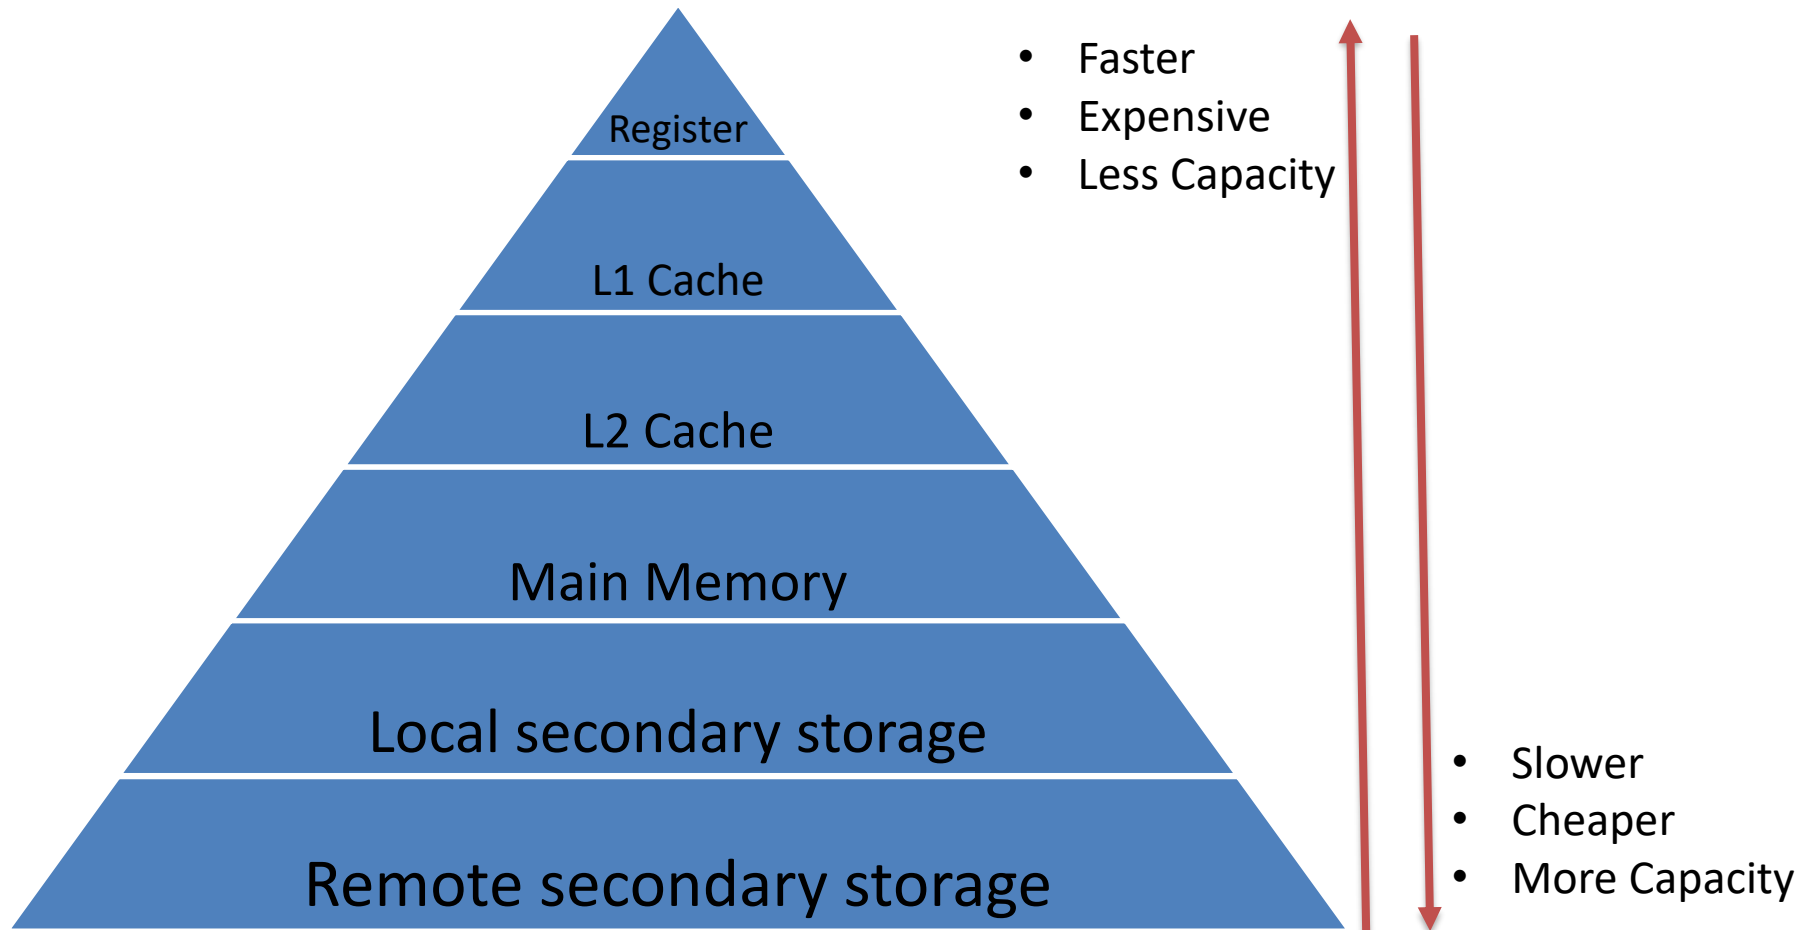 Register
L1 Cache
L2 Cache
Main Memory
Local secondary storage
Remote secondary storage
• Faster
• Expensive
• Less Capacity
• Slower
• Cheaper
• More Capacity